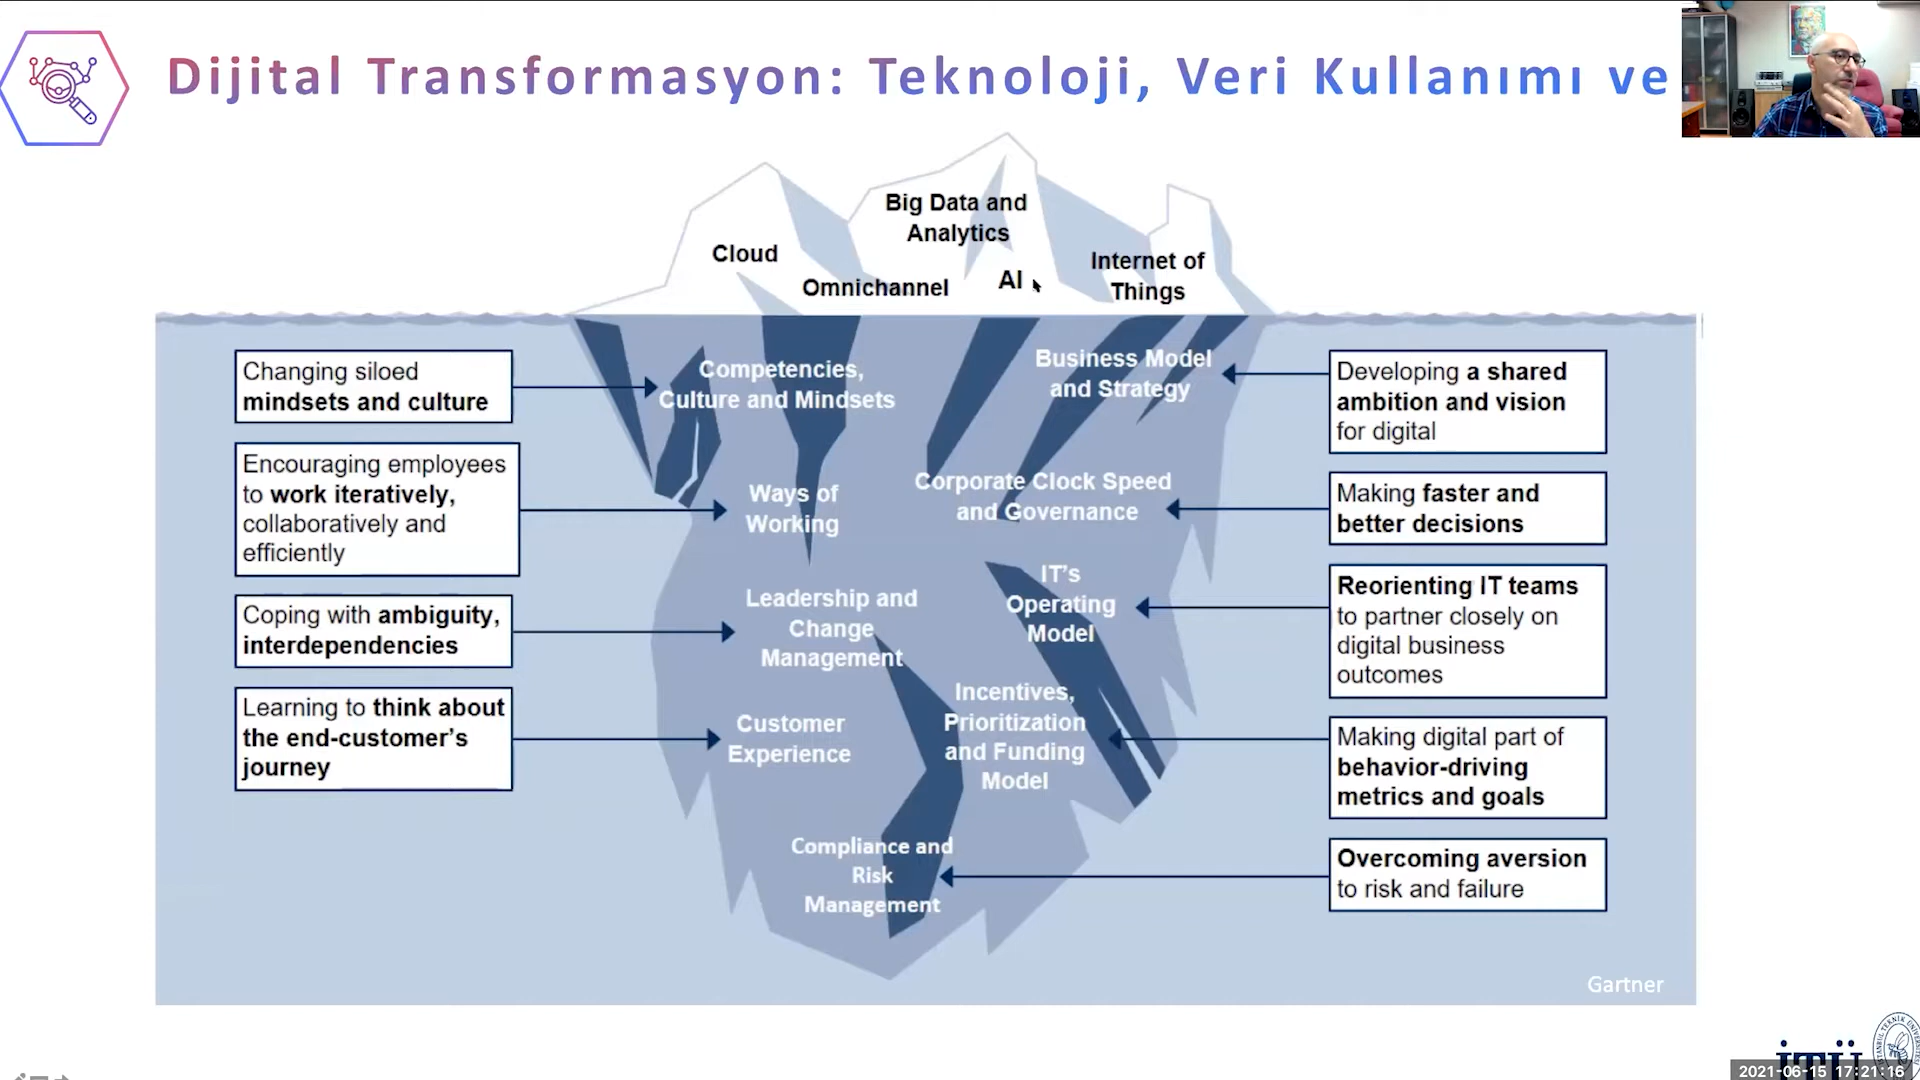 Dijital Transformasyon: Teknoloji, Veri Kullanımı ve
Big Data and
Analytics
Cloud
Omnichannel
AI
Internet of
Things
Changing siloed
mindsets and culture
Encouraging employees
to work iteratively,
collaboratively and
efficiently
Coping with ambiguity,
interdependencies
Learning to think about
the end-customer's
journey
Competencies,
Culture and Mindsets
Ways of
Working
Leadership and
Change
Management
Customer
Experience
Compliance and
Risk
Management
Business Model
and Strategy
Corporate Clock Speed
and Governance
IT's
Operating
Model
Incentives,
Prioritization
and Funding
Model
Developing a shared
ambition and vision
for digital
Making faster and
better decisions
Reorienting IT teams
to partner closely on
digital business
outcomes
Making digital part of
behavior-driving
metrics and goals
Overcoming aversion
to risk and failure
Gartner
İTÜ
2021-06-15 17:21:16